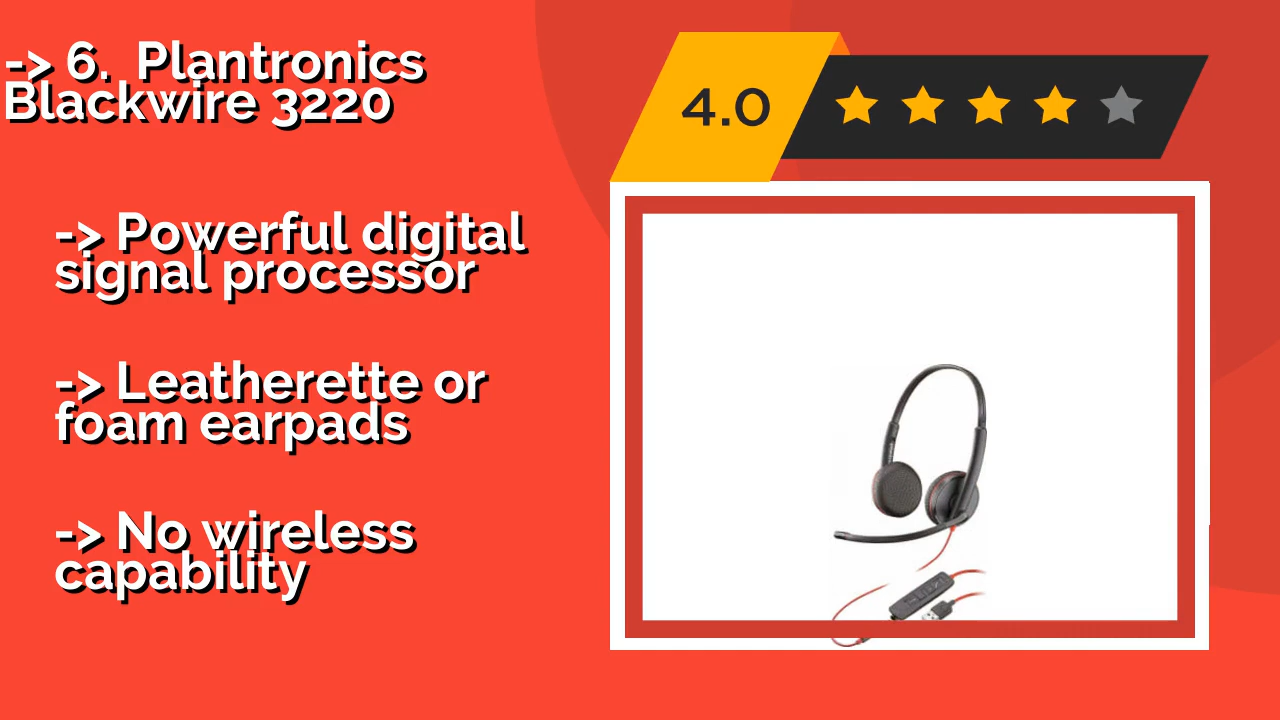 -> 6. Plantronics
Blackwire 3220
4.0
-> Powerful digital
signal processor
-> Leatherette or
foam earpads
-> No wireless
capability